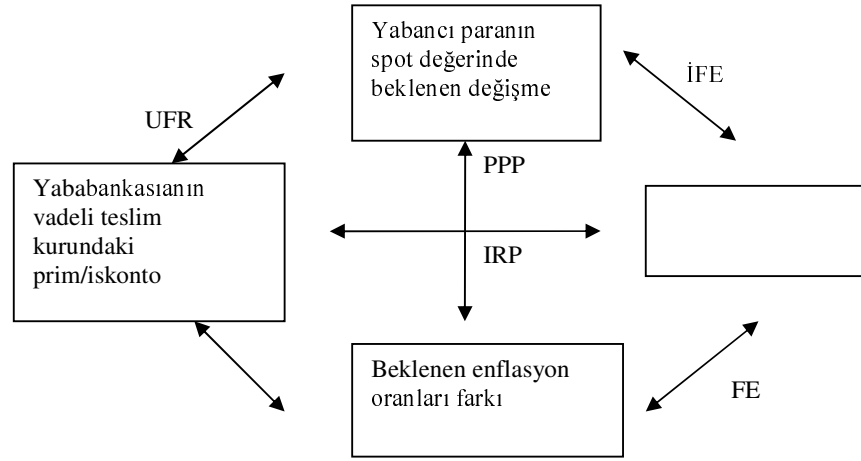 Yabancı paranın
spot değerinde
beklenen değişme
İFE
UFR
PPP
Yababankasıanın
vadeli teslim
kurundaki
prim/iskonto
IRP
Beklenen enflasyon
oranları farkı
FE